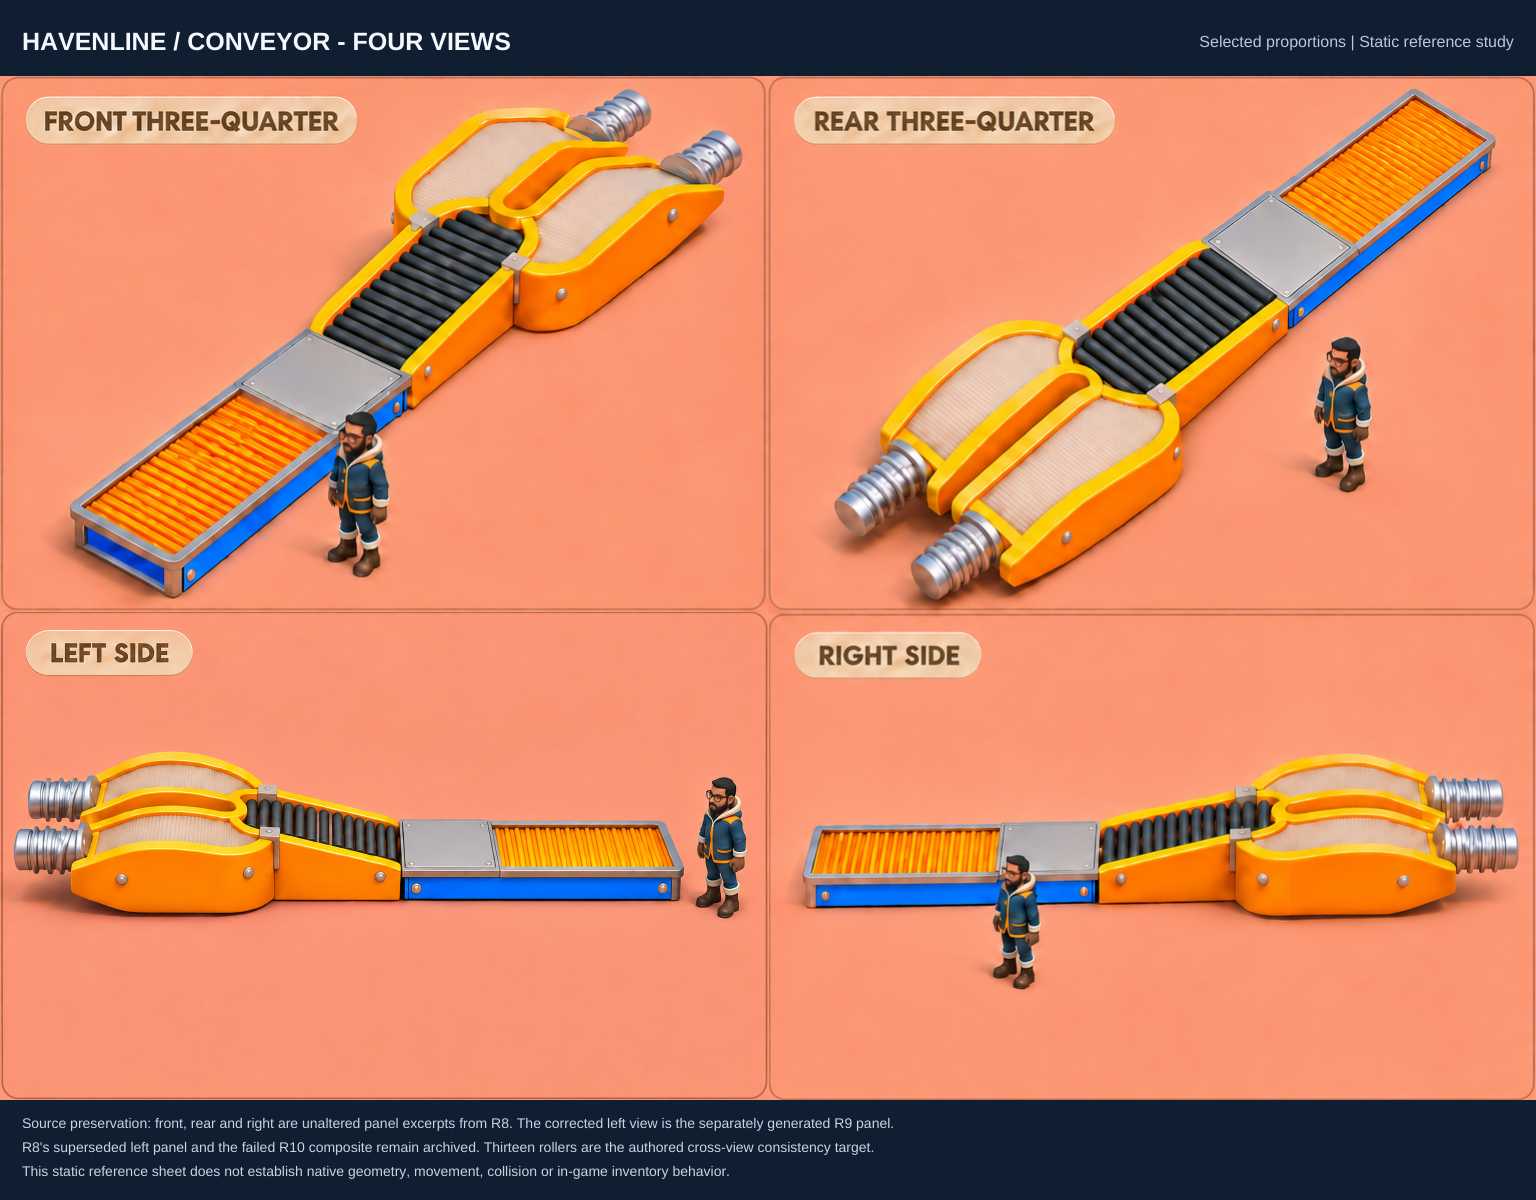 HAVENLINE / CONVEYOR - FOUR VIEWS
Selected proportions | Static reference study
FRONT THREE-QUARTER
REAR THREE-QUARTER
LEFT SIDE
RIGHT SIDE
Source preservation: front, rear and right are unaltered panel excerpts from R8. The corrected left view is the separately generated R9 panel.
R8's superseded left panel and the failed R10 composite remain archived. Thirteen rollers are the authored cross-view consistency target.
This static reference sheet does not establish native geometry, movement, collision or in-game inventory behavior.